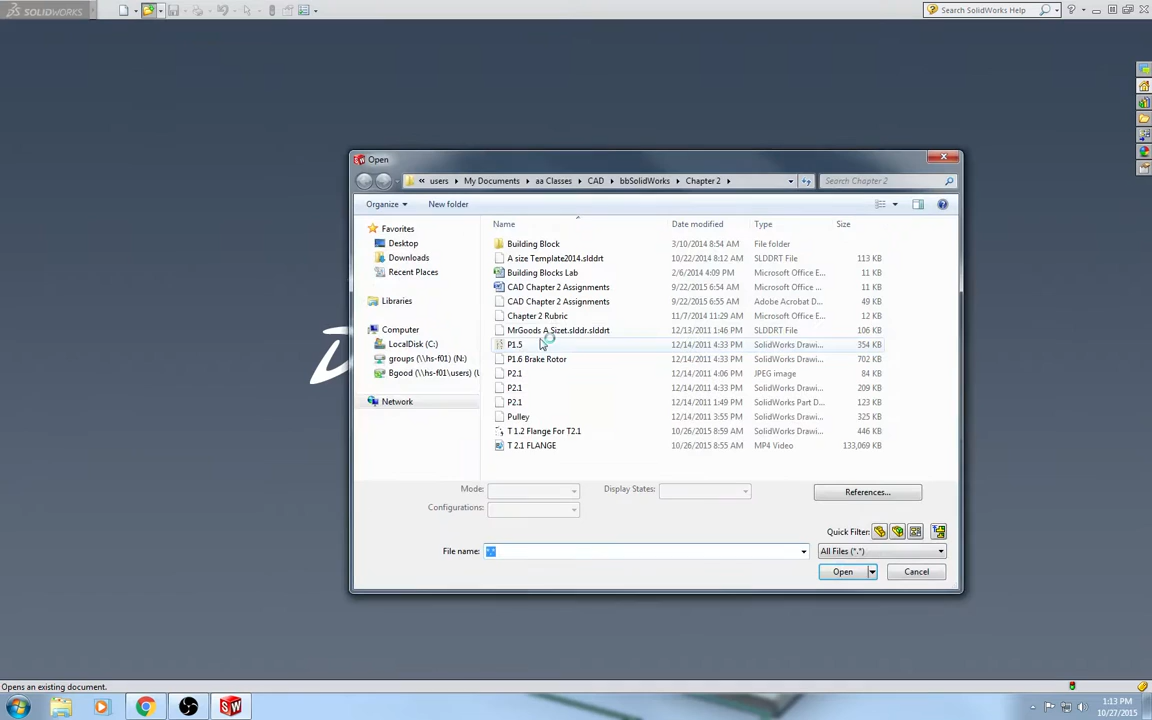 SOLIDWORKS
Search SolidWorks Help
Open
« users ▸ My Documents ▸ aa Classes ▸ CAD ▸ bbSolidWorks ▸ Chapter 2 ▸
Search Chapter 2
Organize
New folder
Name Date modified Type Size
Favorites
Desktop
Downloads
Recent Places
Libraries
Computer
LocalDisk (C:)
groups (\\hs-f01) (N:)
Bgood (\\hs-f01\users) (U
Network
Building Block 3/10/2014 8:54 AM File folder
A size Template2014.slddrt 10/22/2014 8:12 AM SLDDRT File 113 KB
Building Blocks Lab 2/6/2014 4:09 PM Microsoft Office E... 11 KB
CAD Chapter 2 Assignments 9/22/2015 6:54 AM Microsoft Office ... 11 KB
CAD Chapter 2 Assignments 9/22/2015 6:55 AM Adobe Acrobat D... 49 KB
Chapter 2 Rubric 11/7/2014 11:29 AM Microsoft Office E... 12 KB
MrGoods A Sizet.slddr.slddrt 12/13/2011 1:46 PM SLDDRT File 106 KB
P1.5 12/14/2011 4:33 PM SolidWorks Drawi... 354 KB
P1.6 Brake Rotor 12/14/2011 4:33 PM SolidWorks Drawi... 702 KB
P2.1 12/14/2011 4:06 PM JPEG image 84 KB
P2.1 12/14/2011 4:33 PM SolidWorks Drawi... 209 KB
P2.1 12/14/2011 1:49 PM SolidWorks Part D... 123 KB
Pulley 12/14/2011 3:55 PM SolidWorks Drawi... 325 KB
T 1.2 Flange For T2.1 10/26/2015 8:59 AM SolidWorks Drawi... 446 KB
T 2.1 FLANGE 10/26/2015 8:55 AM MP4 Video 133,069 KB
Mode:
Display States:
References...
Configurations:
Quick Filter:
File name: *.*
All Files (*.*)
Open
Cancel
Opens an existing document.
1:13 PM
10/27/2015